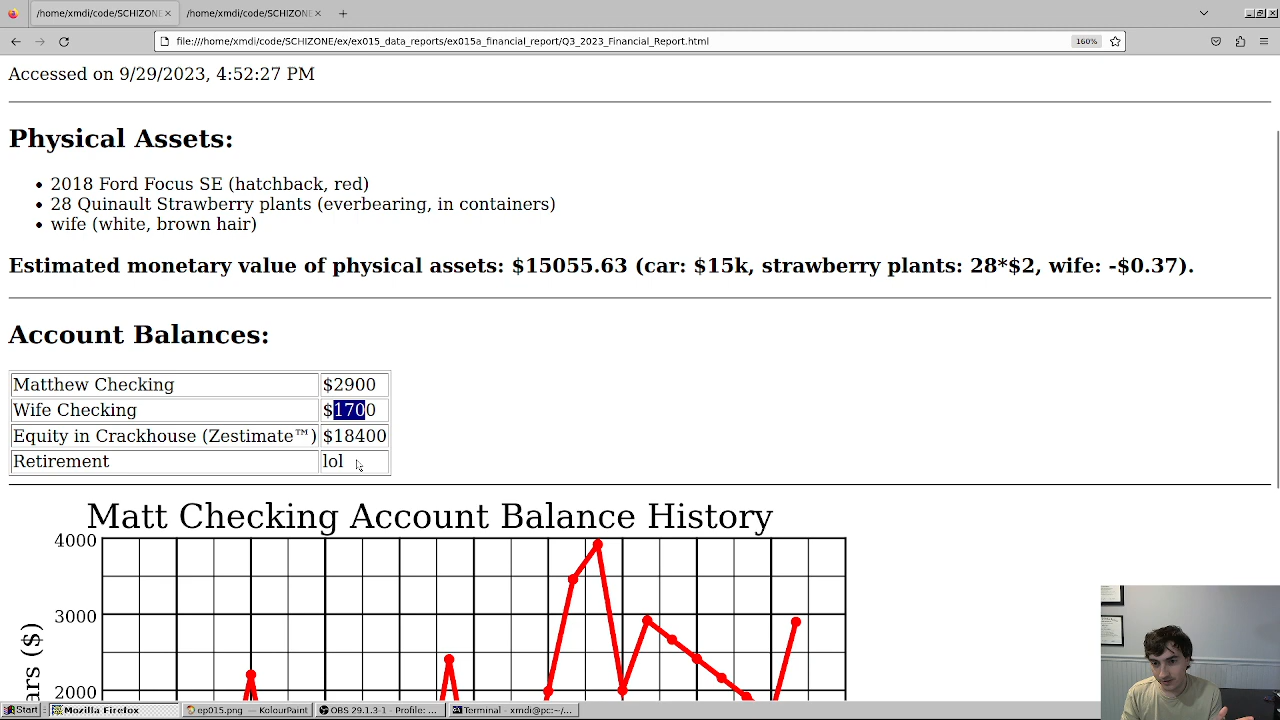 /home/xmdi/code/SCHIZONE
/home/xmdi/code/SCHIZONE
file:///home/xmdi/code/SCHIZONE/ex/ex015_data_reports/ex015a_financial_report/Q3_2023_Financial_Report.html
160%
Accessed on 9/29/2023, 4:52:27 PM
Physical Assets:
2018 Ford Focus SE (hatchback, red)
28 Quinault Strawberry plants (everbearing, in containers)
wife (white, brown hair)
Estimated monetary value of physical assets: $15055.63 (car: $15k, strawberry plants: 28*$2, wife: -$0.37).
Account Balances:
Matthew Checking $2900
Wife Checking $1700
Equity in Crackhouse (Zestimate™) $18400
Retirement lol
Matt Checking Account Balance History
4000
3000
2000
ars ($)
Start Mozilla Firefox ep015.png — KolourPaint OBS 29.1.3-1 - Profile: ... Terminal - xmdi@pc:~/...